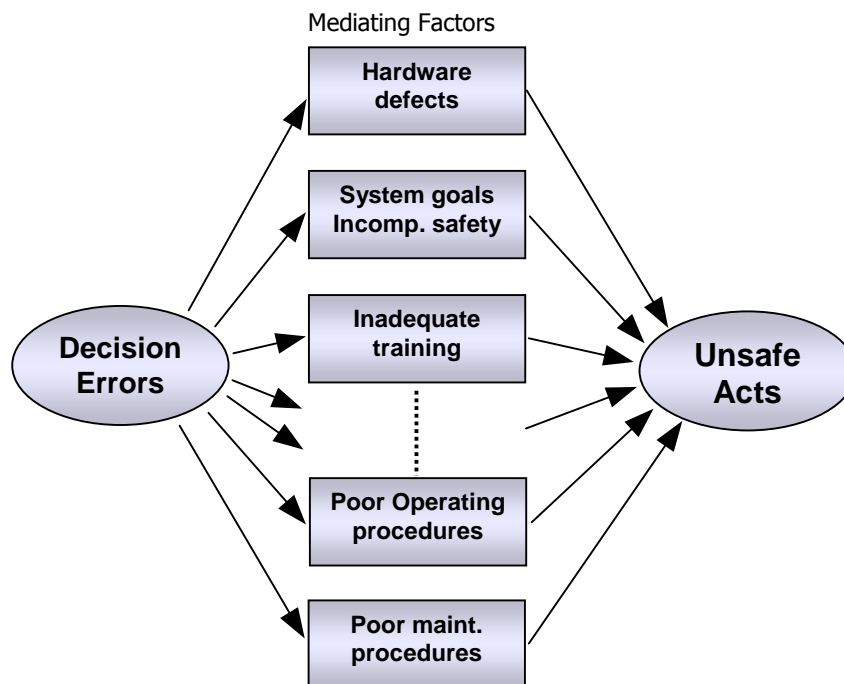 Mediating Factors
Hardware
defects
System goals
Incomp. safety
Decision
Errors
Inadequate
training
Unsafe
Acts
Poor Operating
procedures
Poor maint.
procedures